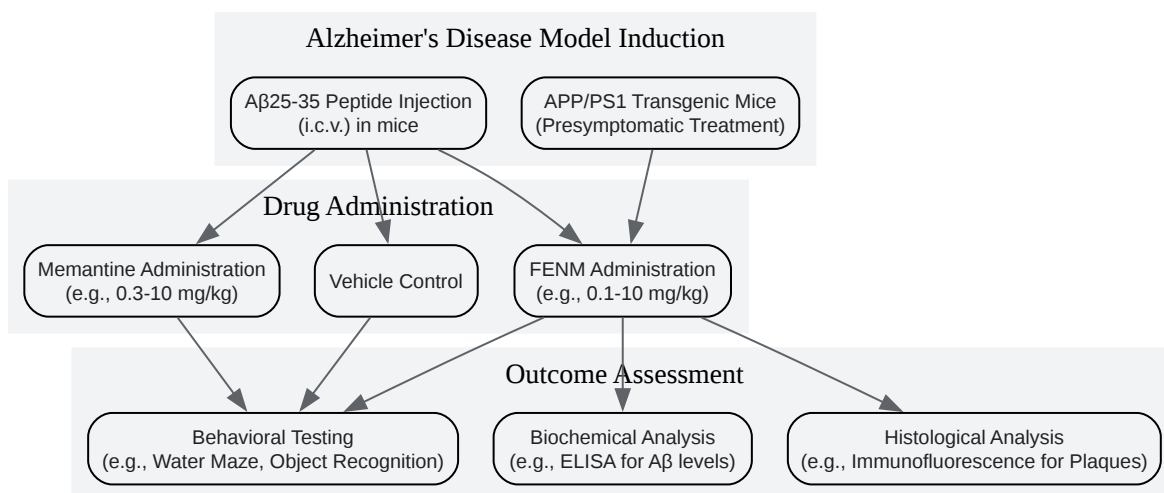 Alzheimer's Disease Model Induction
Aβ25-35 Peptide Injection
(i.c.v.) in mice
APP/PS1 Transgenic Mice
(Presymptomatic Treatment)
Drug Administration
Memantine Administration
(e.g., 0.3-10 mg/kg)
Vehicle Control
FENM Administration
(e.g., 0.1-10 mg/kg)
Outcome Assessment
Behavioral Testing
(e.g., Water Maze, Object Recognition)
Biochemical Analysis
(e.g., ELISA for Aβ levels)
Histological Analysis
(e.g., Immunofluorescence for Plaques)